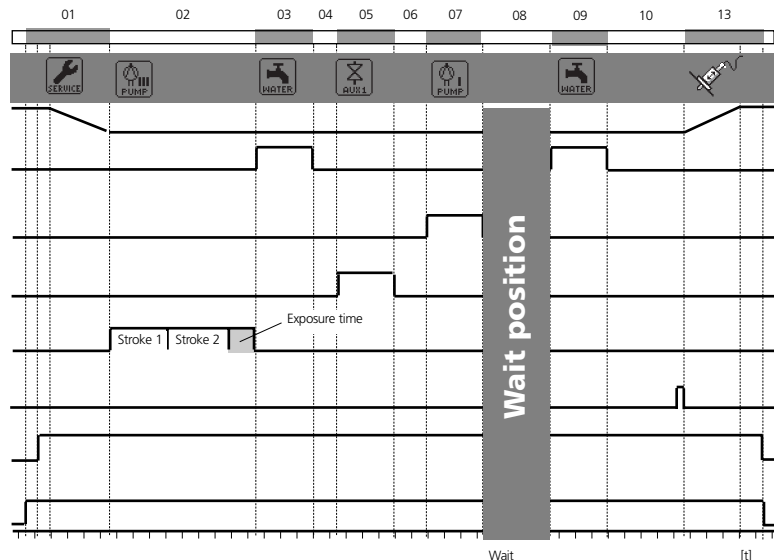 01 02 03 04 05 06 07 08 09 10 13
SERVICE III PUMP WATER AUX1 I PUMP WATER
Wait position
Exposure time
Stroke 1 Stroke 2
Wait [t]